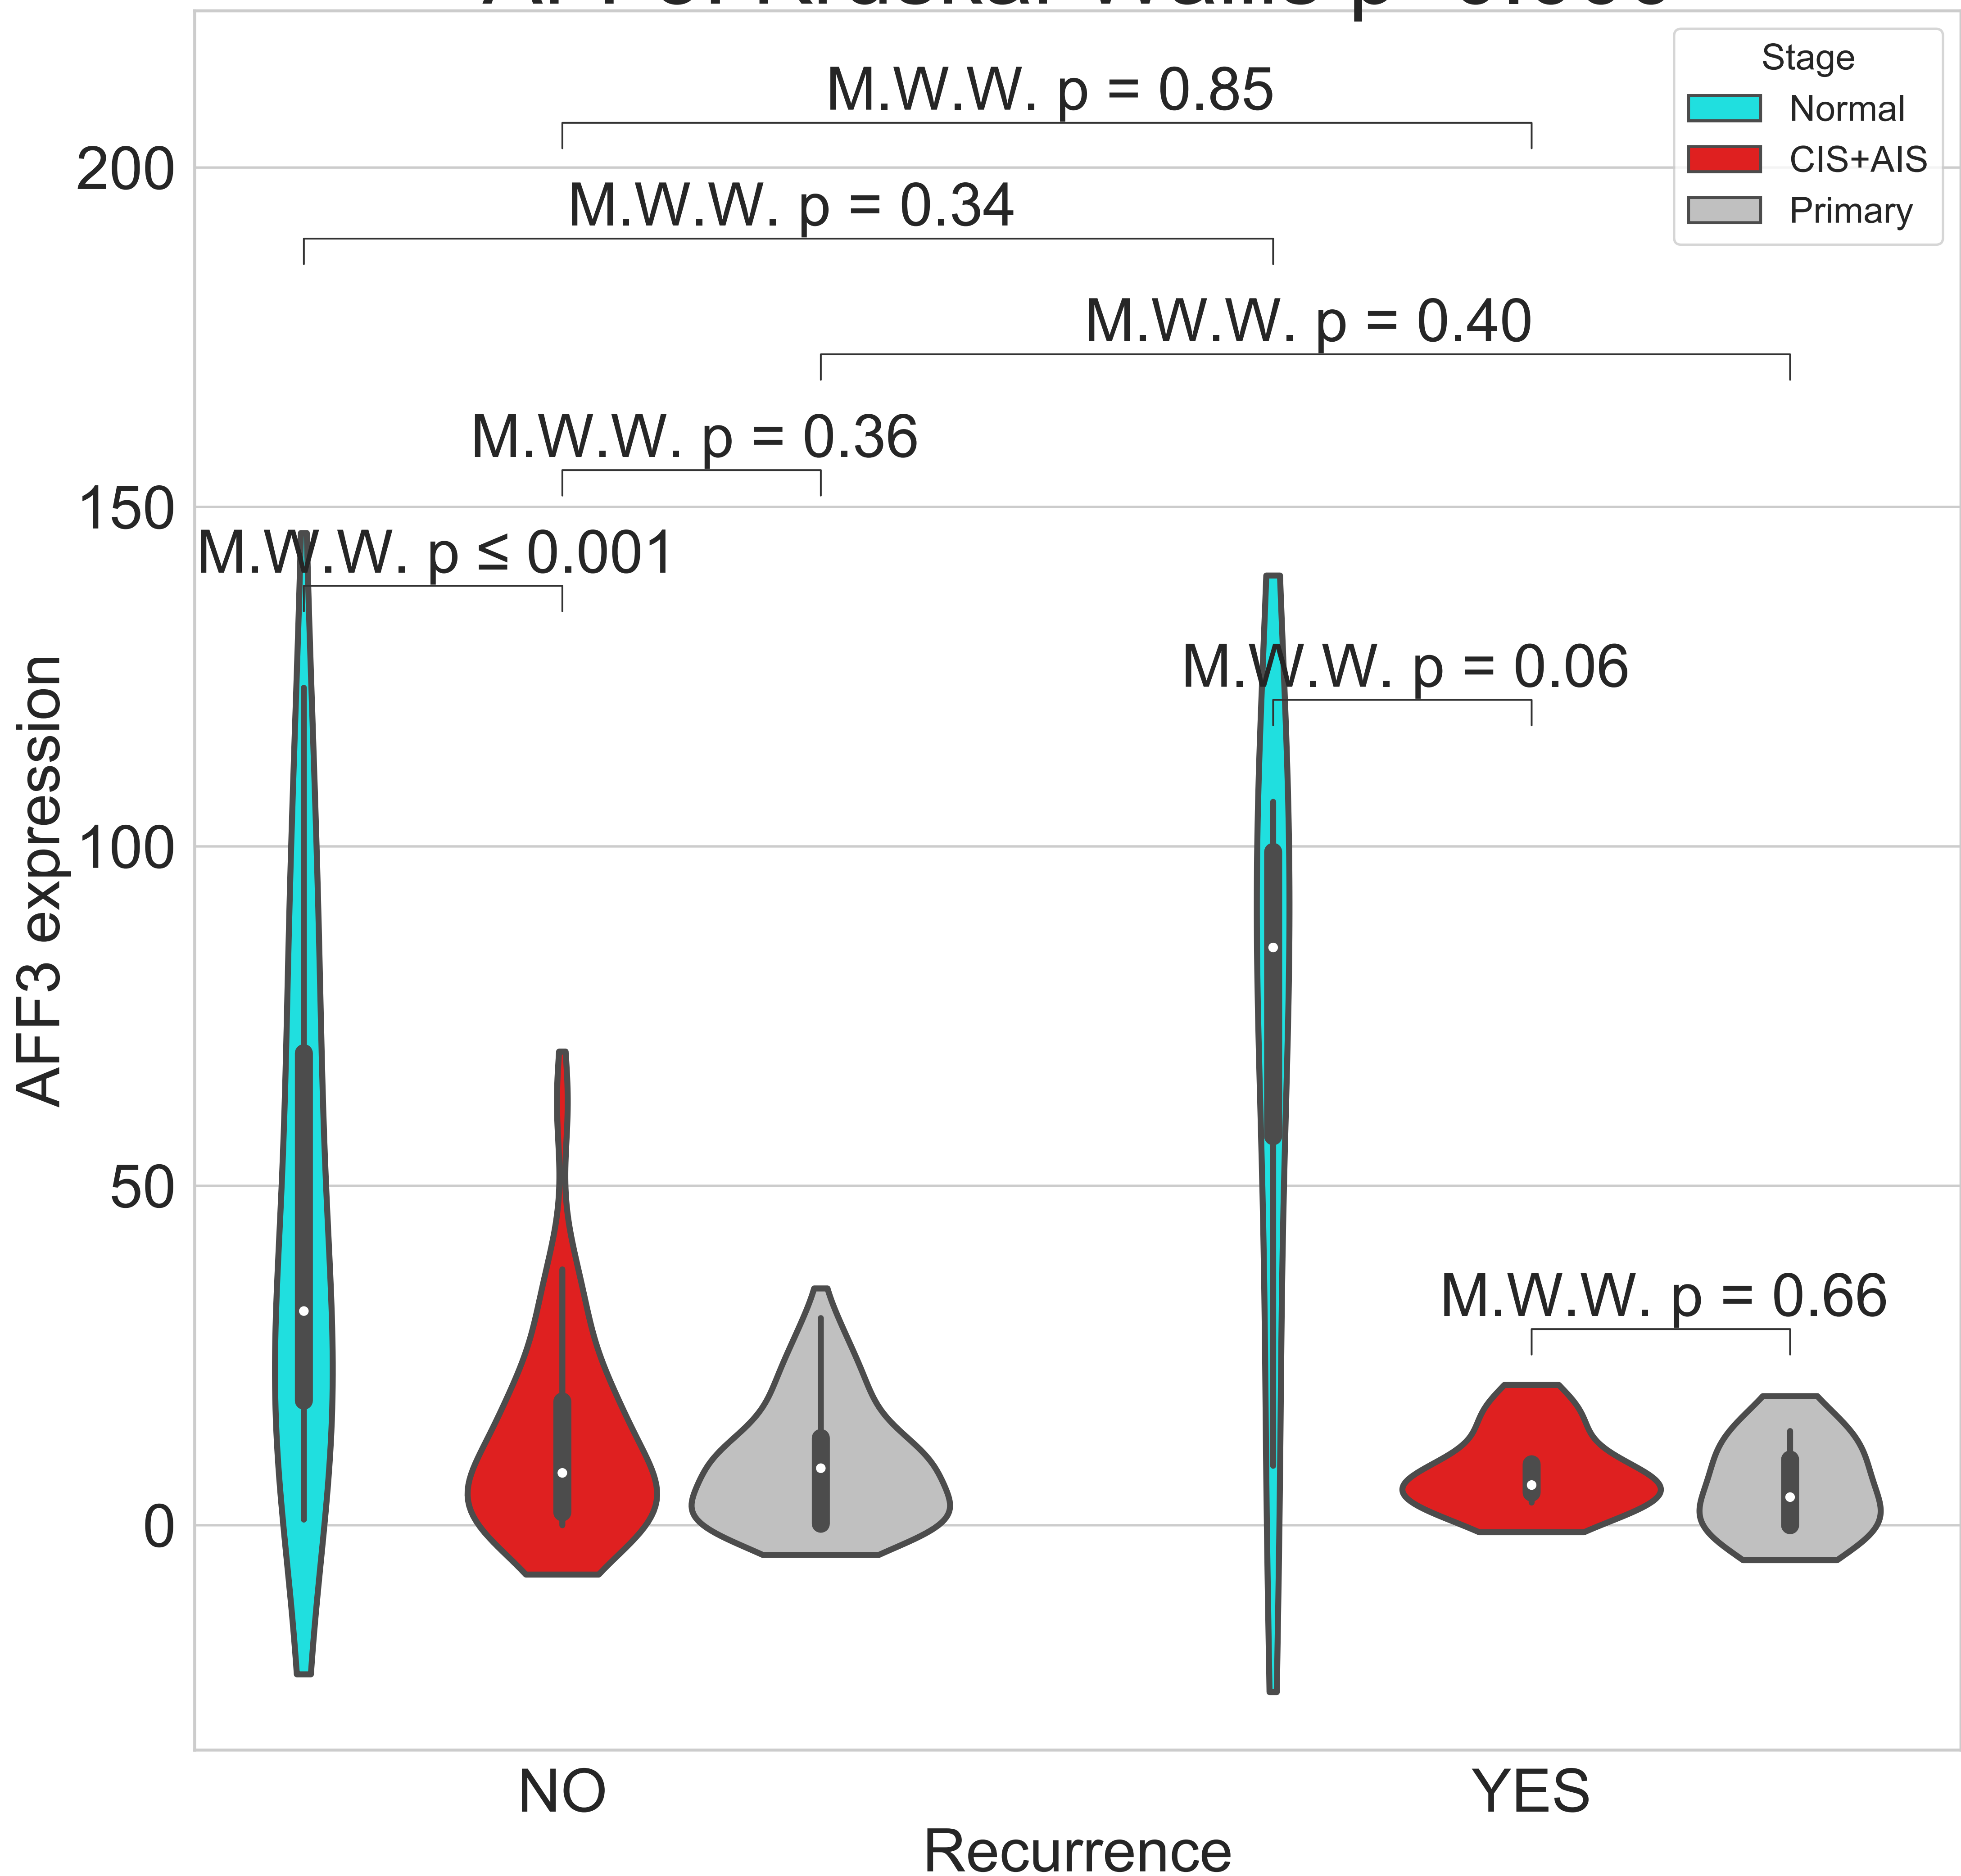 Stage
Normal
CIS+AIS
Primary
M.W.W. p = 0.85
M.W.W. p = 0.34
M.W.W. p = 0.40
M.W.W. p = 0.36
M.W.W. p ≤ 0.001
M.W.W. p = 0.06
M.W.W. p = 0.66
200
150
100
50
0
AFF3 expression
NO
YES
Recurrence